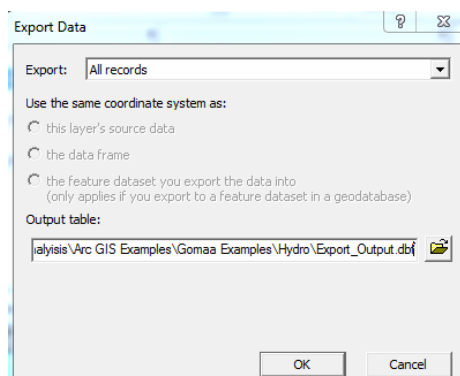 Export Data
Export: All records
Use the same coordinate system as:
this layer's source data
the data frame
the feature dataset you export the data into
(only applies if you export to a feature dataset in a geodatabase)
Output table:
alyisis\Arc GIS Examples\Gomaa Examples\Hydro\Export_Output.dbf
OK Cancel